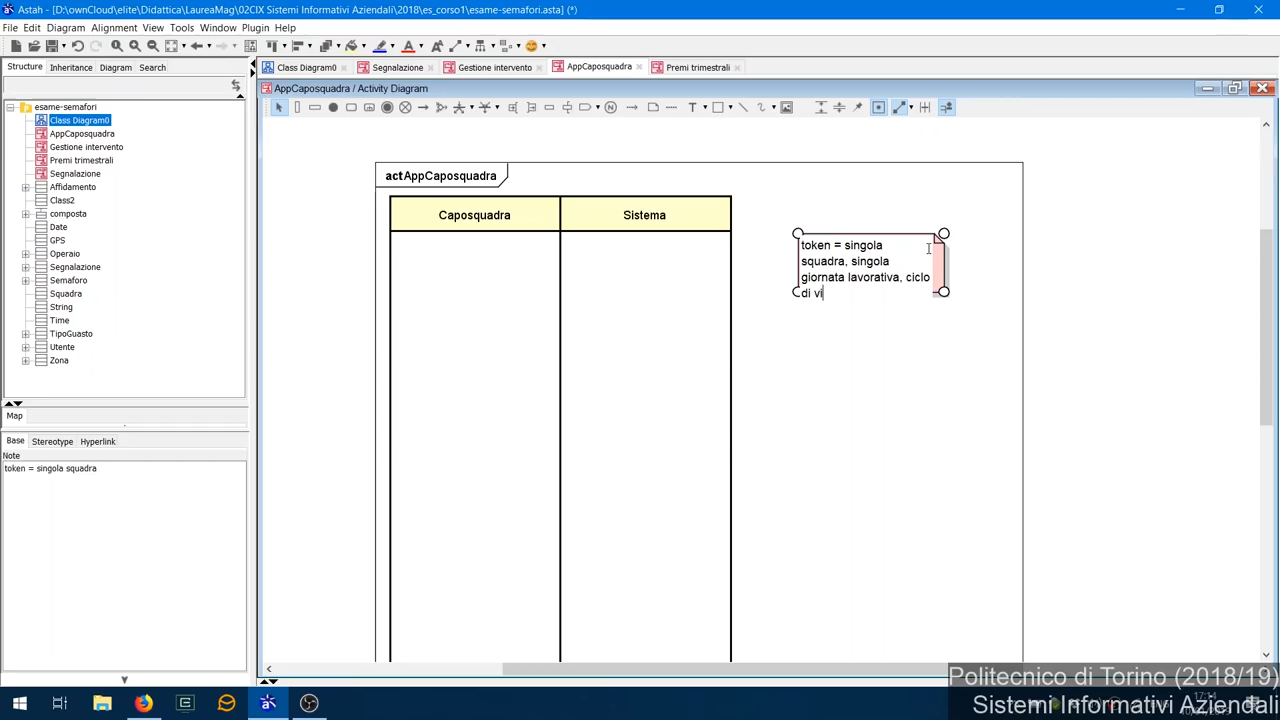 Astah - [D:\ownCloud\elite\Didattica\LaureaMag\02CIX Sistemi Informativi Aziendali\2018\es_corso1\esame-semafori.asta] (*)
File Edit Diagram Alignment View Tools Window Plugin Help
Structure Inheritance Diagram Search
Class Diagram0 Segnalazione Gestione intervento AppCaposquadra Premi trimestrali
AppCaposquadra / Activity Diagram
esame-semafori
Class Diagram0
AppCaposquadra
Gestione intervento
Premi trimestrali
Segnalazione
Affidamento
Class2
composta
Date
GPS
Operaio
Segnalazione
Semaforo
Squadra
String
Time
TipoGuasto
Utente
Zona
Map
Base Stereotype Hyperlink
Note
token = singola squadra
act AppCaposquadra
Caposquadra Sistema
token = singola
squadra, singola
giornata lavorativa, ciclo
di vi
Politecnico di Torino (2018/19)
Sistemi Informativi Aziendali
17:14